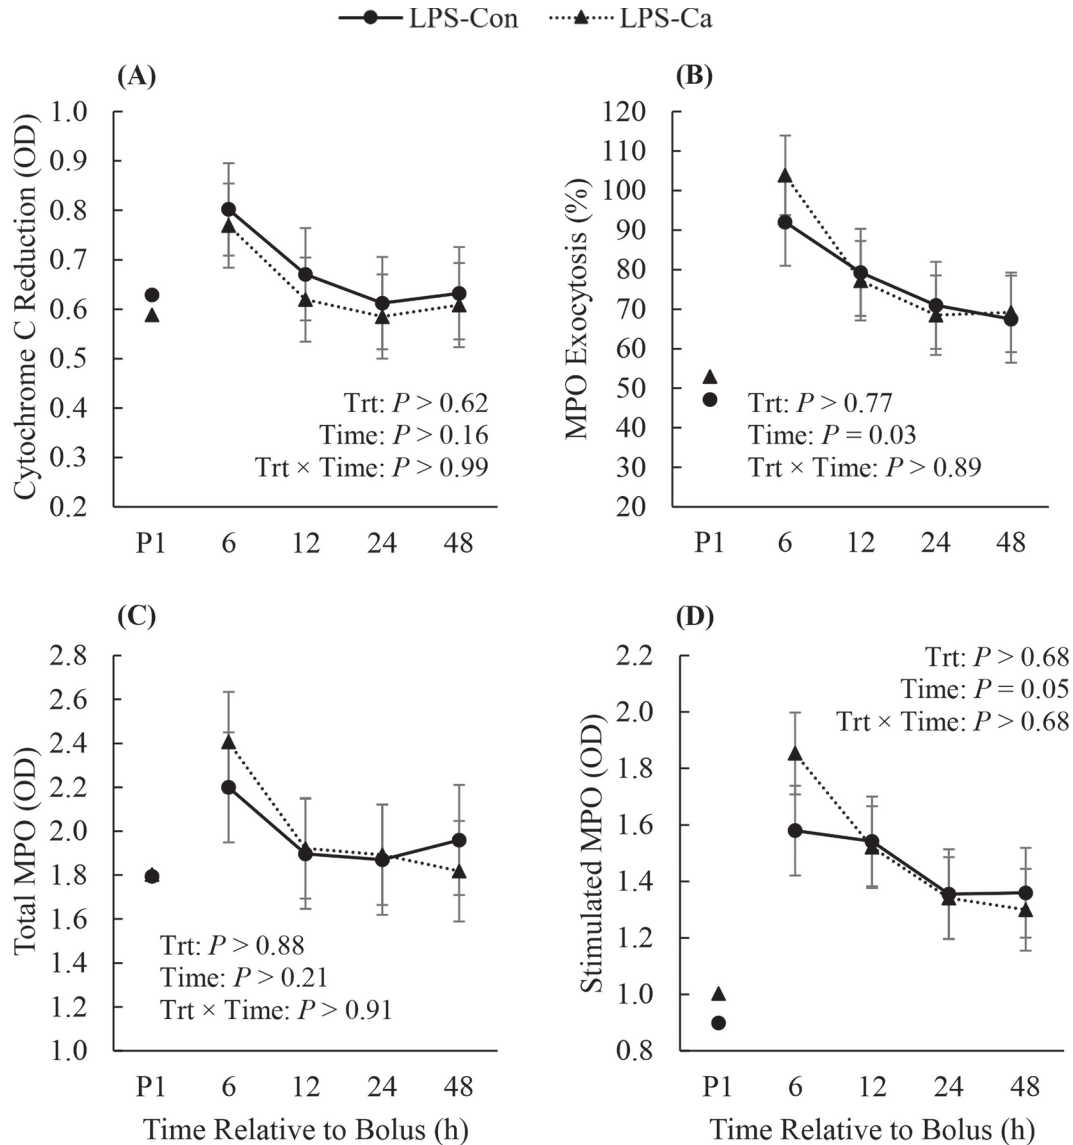 LPS-Con LPS-Ca
(A)
Cytochrome C Reduction (OD)
1.0
0.9
0.8
0.7
0.6
0.5
0.4
0.3
0.2
Trt: P > 0.62
Time: P > 0.16
Trt × Time: P > 0.99
P1 6 12 24 48
(B)
MPO Exocytosis (%)
120
110
100
90
80
70
60
50
40
30
20
Trt: P > 0.77
Time: P = 0.03
Trt × Time: P > 0.89
P1 6 12 24 48
(C)
Total MPO (OD)
2.8
2.6
2.4
2.2
2.0
1.8
1.6
1.4
1.2
1.0
Trt: P > 0.88
Time: P > 0.21
Trt × Time: P > 0.91
P1 6 12 24 48
Time Relative to Bolus (h)
(D)
Stimulated MPO (OD)
2.2
2.0
1.8
1.6
1.4
1.2
1.0
0.8
Trt: P > 0.68
Time: P = 0.05
Trt × Time: P > 0.68
P1 6 12 24 48
Time Relative to Bolus (h)